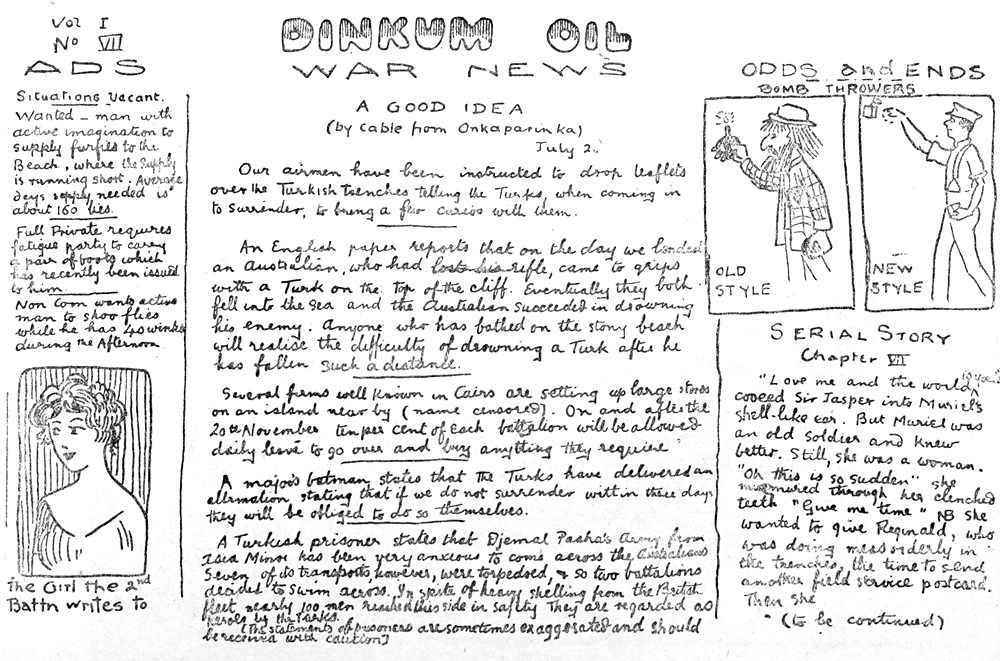 Vol I
No VII
ADS
Situations Vacant.
Wanted - man with
active imagination to
supply furfies to the
Beach, where the supply
is running short. Average
days supply needed is
about 160 lies.
Full Private requires
fatigue party to carry
a pair of boots which
has recently been issued
to him
Non Com wants active
man to shoo flies
while he has 40 winks
during the Afternoon
The Girl the 2nd
Battn writes to
DINKUM OIL
WAR NEWS
A GOOD IDEA
(by cable from Onkaparinka)
July 2.
Our airmen have been instructed to drop leaflets
over the Turkish trenches telling the Turks, when coming in
to surrender, to bring a few curios with them.
An English paper reports that on the day we landed
an Australian, who had lost his rifle, came to grips
with a Turk on the top of the cliff. Eventually they both
fell into the sea and the Australian succeeded in drowning
his enemy. Anyone who has bathed on the stony beach
will realise the difficulty of drowning a Turk after he
has fallen such a distance.
Several firms well known in Cairo are setting up large stores
on an island near by (name censored). On and after the
20th November ten per cent of each battalion will be allowed
daily leave to go over and buy anything they require
A major's batman states that the Turks have delivered an
statement stating that if we do not surrender within three days
they will be obliged to do so themselves.
A Turkish prisoner states that Djemal Pasha's Army from
Asia Minor has been very anxious to come across the Australians
Seven of its transports, however, were torpedoed, & so two battalions
decided to swim across. In spite of heavy shelling from the British
fleet nearly 100 men reached this side in safety They are regarded as
heroes by the Turks.
(The statements of prisoners are sometimes exaggerated and should
be received with caution)
ODDS and ENDS
BOMB THROWERS
OLD
STYLE
NEW
STYLE
SERIAL STORY
Chapter VII
"Love me and the world is yours"
cooed Sir Jasper into Muriel's
shell-like ear. But Muriel was
an old soldier and knew
better. Still, she was a woman.
"Oh this is so sudden" she
murmured through her clenched
teeth "Give me time" NB She
wanted to give Reginald, who
was doing mess orderly in
the trenches, the time to send
another field service postcard.
Then she
(to be continued)